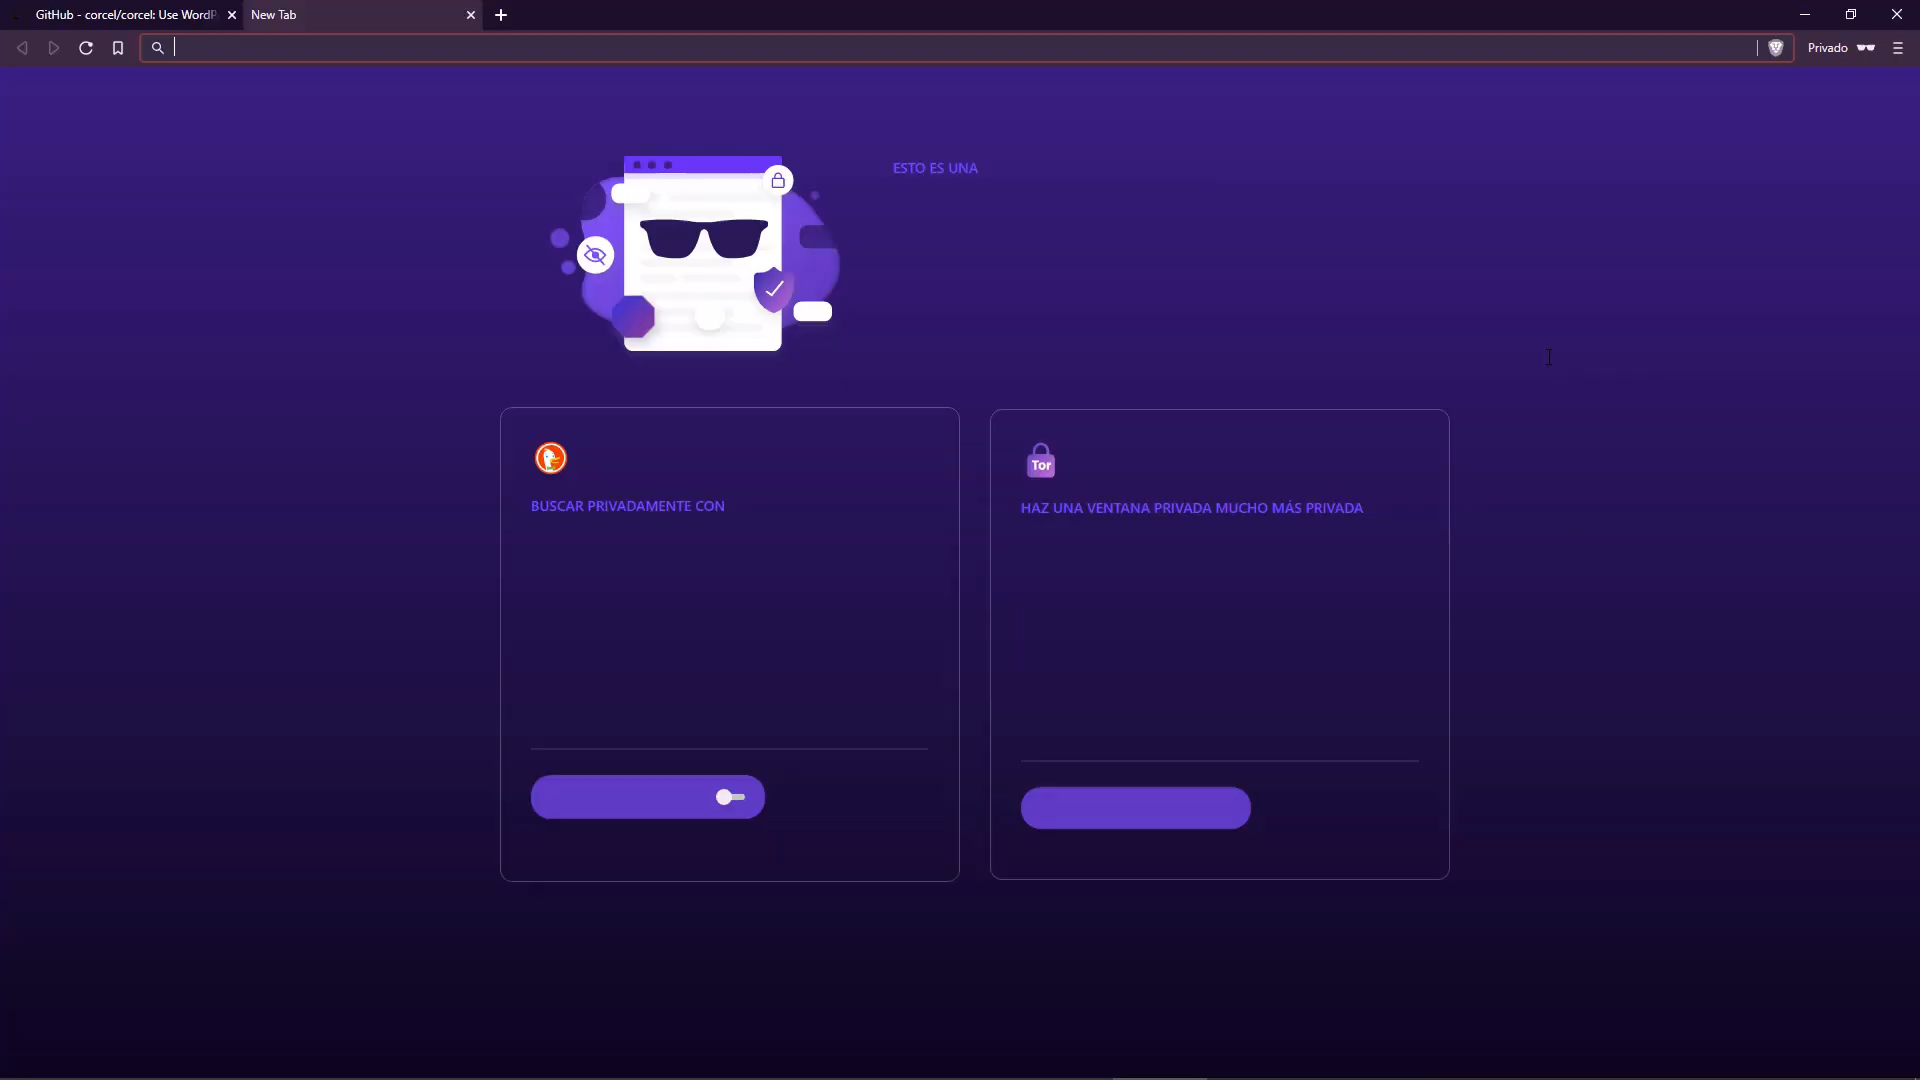 GitHub - corcel/corcel: Use WordP
New Tab
Privado
ESTO ES UNA
BUSCAR PRIVADAMENTE CON
Tor
HAZ UNA VENTANA PRIVADA MUCHO MÁS PRIVADA